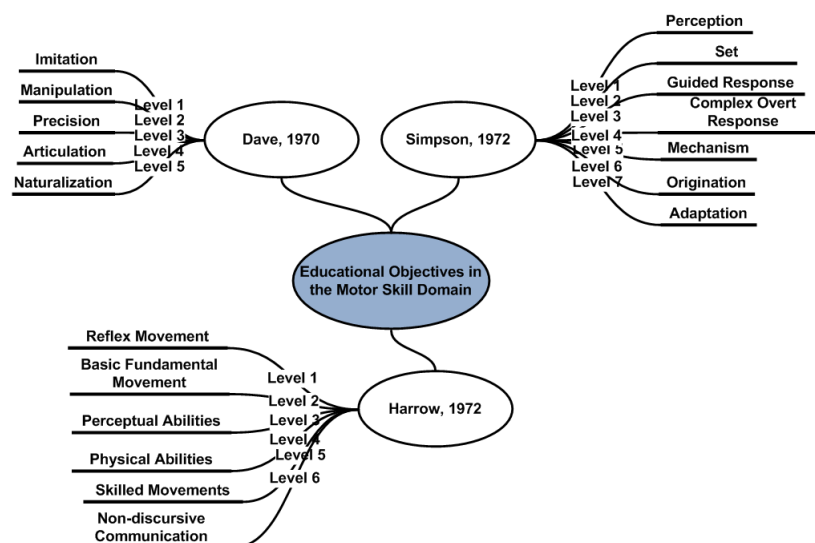 Imitation
Manipulation
Precision
Articulation
Naturalization
Level 1
Level 2
Level 3
Level 4
Level 5
Dave, 1970
Simpson, 1972
Level 1
Level 2
Level 3
Level 4
Level 5
Level 6
Level 7
Perception
Set
Guided Response
Complex Overt
Response
Mechanism
Origination
Adaptation
Educational Objectives in
the Motor Skill Domain
Reflex Movement
Basic Fundamental
Movement
Perceptual Abilities
Physical Abilities
Skilled Movements
Non-discursive
Communication
Level 1
Level 2
Level 3
Level 4
Level 5
Level 6
Harrow, 1972